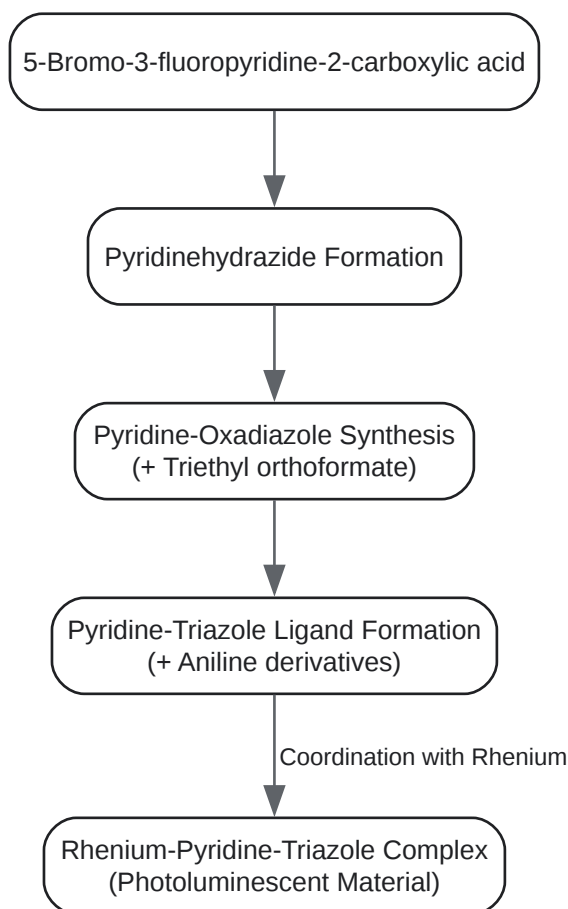 5-Bromo-3-fluoropyridine-2-carboxylic acid
Pyridinehydrazide Formation
Pyridine-Oxadiazole Synthesis
(+ Triethyl orthoformate)
Pyridine-Triazole Ligand Formation
(+ Aniline derivatives)
Coordination with Rhenium
Rhenium-Pyridine-Triazole Complex
(Photoluminescent Material)